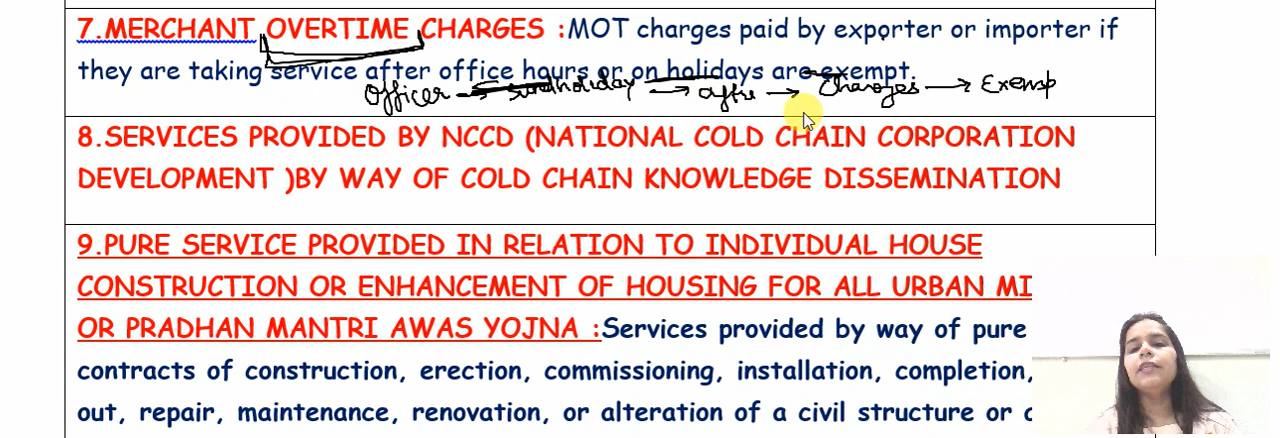 7.MERCHANT OVERTIME CHARGES :MOT charges paid by exporter or importer if
they are taking service after office hours or on holidays are exempt.
Officer → holiday → → Charges → Exemp
8.SERVICES PROVIDED BY NCCD (NATIONAL COLD CHAIN CORPORATION
DEVELOPMENT )BY WAY OF COLD CHAIN KNOWLEDGE DISSEMINATION
9.PURE SERVICE PROVIDED IN RELATION TO INDIVIDUAL HOUSE
CONSTRUCTION OR ENHANCEMENT OF HOUSING FOR ALL URBAN MI
OR PRADHAN MANTRI AWAS YOJNA :Services provided by way of pure
contracts of construction, erection, commissioning, installation, completion,
out, repair, maintenance, renovation, or alteration of a civil structure or